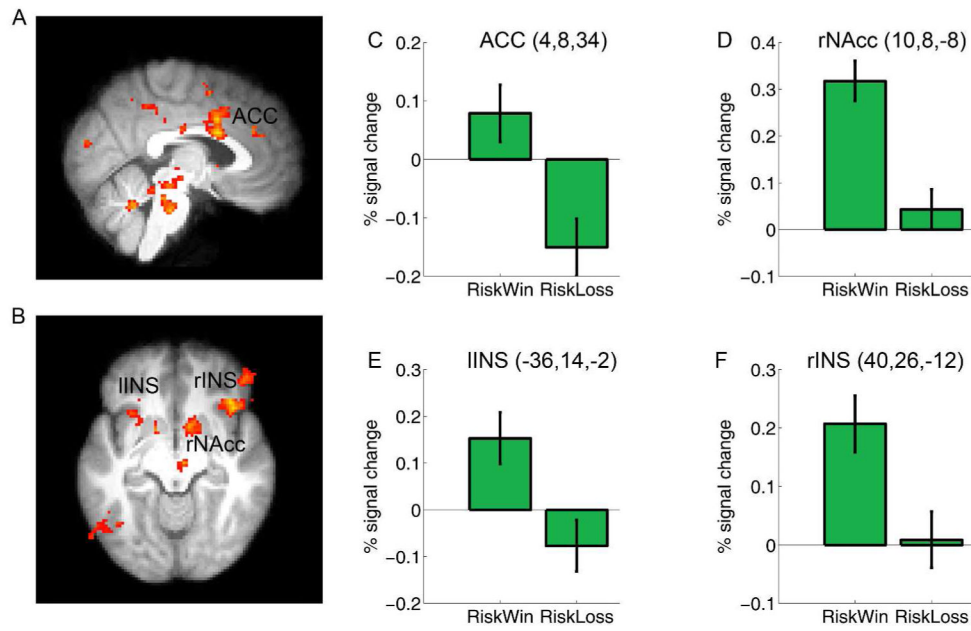 A
ACC
B
lINS
rINS
rNAcc
C
ACC (4,8,34)
% signal change
0.2
0.1
0
−0.1
−0.2
RiskWin RiskLoss
D
rNAcc (10,8,-8)
% signal change
0.4
0.3
0.2
0.1
0
−0.1
RiskWin RiskLoss
E
lINS (-36,14,-2)
% signal change
0.3
0.2
0.1
0
−0.1
−0.2
RiskWin RiskLoss
F
rINS (40,26,-12)
% signal change
0.3
0.2
0.1
0
−0.1
RiskWin RiskLoss